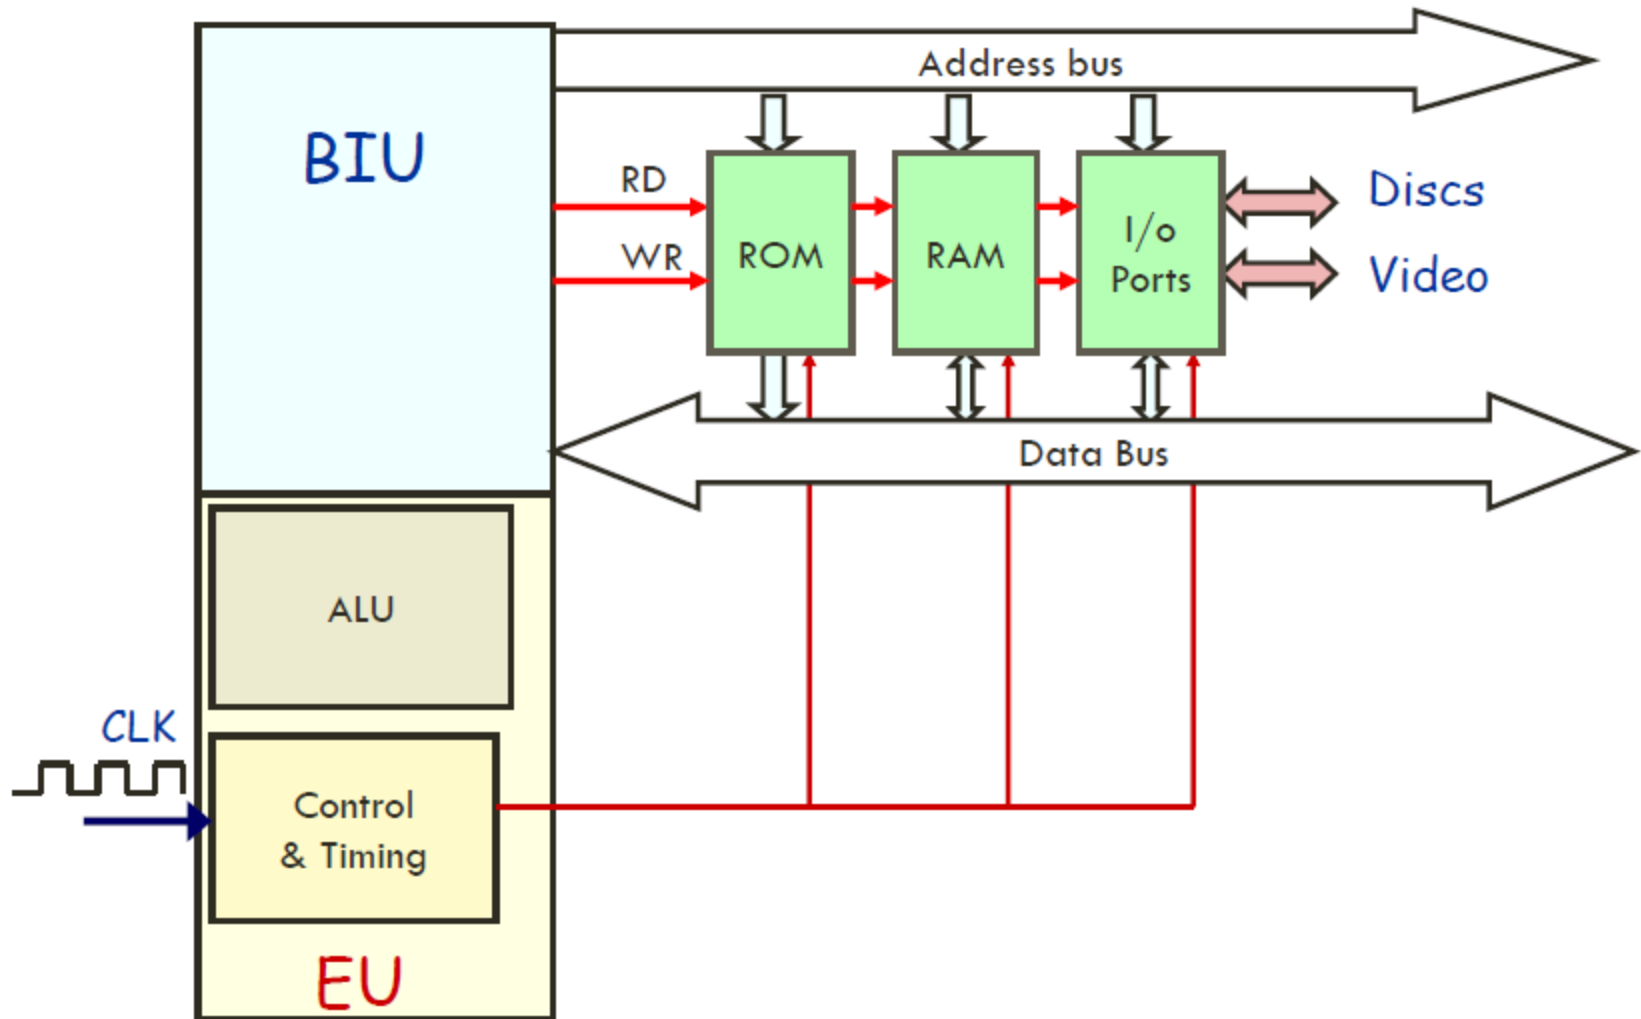 Address bus
BIU
RD
WR
ROM
RAM
I/o
Ports
Discs
Video
Data Bus
ALU
CLK
Control
& Timing
EU